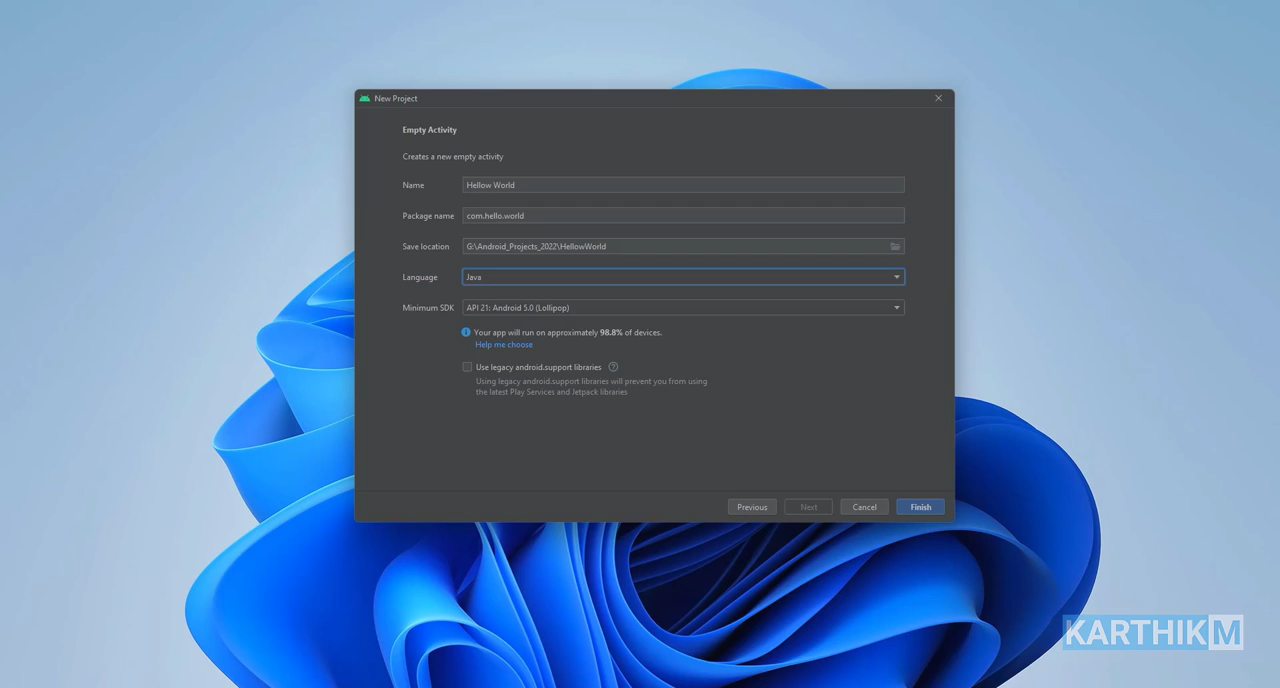 New Project
Empty Activity
Creates a new empty activity
Name Hellow World
Package name com.hello.world
Save location G:\Android_Projects_2022\HellowWorld
Language Java
Minimum SDK API 21: Android 5.0 (Lollipop)
Your app will run on approximately 98.8% of devices.
Help me choose
Use legacy android.support libraries ?
Using legacy android.support libraries will prevent you from using
the latest Play Services and Jetpack libraries
Previous Next Cancel Finish
KARTHIK M